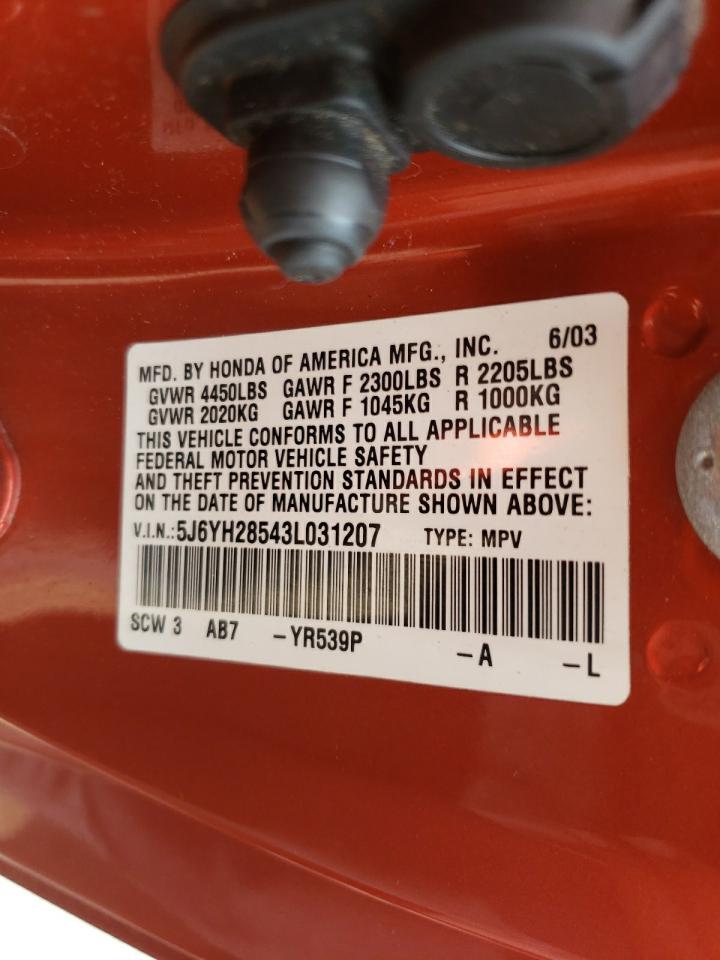 MFD. BY HONDA OF AMERICA MFG., INC. 6/03
GVWR 4450LBS GAWR F 2300LBS R 2205LBS
GVWR 2020KG GAWR F 1045KG R 1000KG
THIS VEHICLE CONFORMS TO ALL APPLICABLE
FEDERAL MOTOR VEHICLE SAFETY
AND THEFT PREVENTION STANDARDS IN EFFECT
ON THE DATE OF MANUFACTURE SHOWN ABOVE:
V.I.N.:5J6YH28543L031207 TYPE: MPV
SCW 3 AB7 -YR539P -A -L